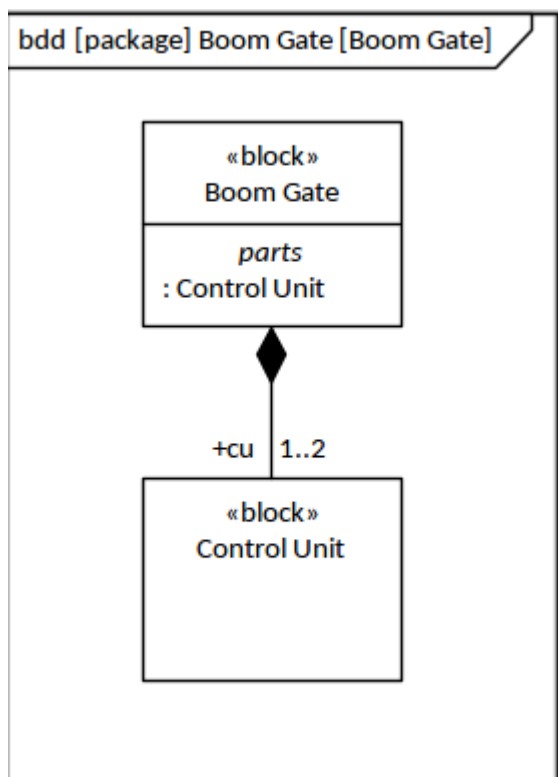 bdd [package] Boom Gate [Boom Gate]
«block»
Boom Gate
parts
: Control Unit
+cu 1..2
«block»
Control Unit